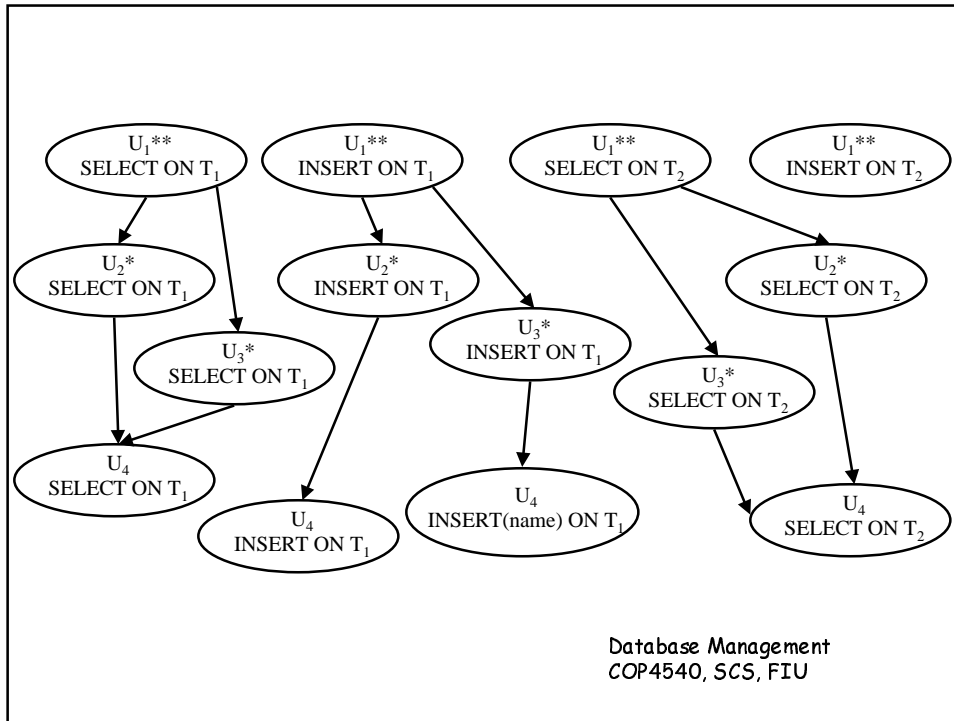 U₁**
SELECT ON T₁
U₁**
INSERT ON T₁
U₁**
SELECT ON T₂
U₁**
INSERT ON T₂
U₂*
SELECT ON T₁
U₂*
INSERT ON T₁
U₂*
SELECT ON T₂
U₃*
SELECT ON T₁
U₃*
INSERT ON T₁
U₃*
SELECT ON T₂
U₄
SELECT ON T₁
U₄
INSERT ON T₁
U₄
INSERT(name) ON T₁
U₄
SELECT ON T₂
Database Management
COP4540, SCS, FIU